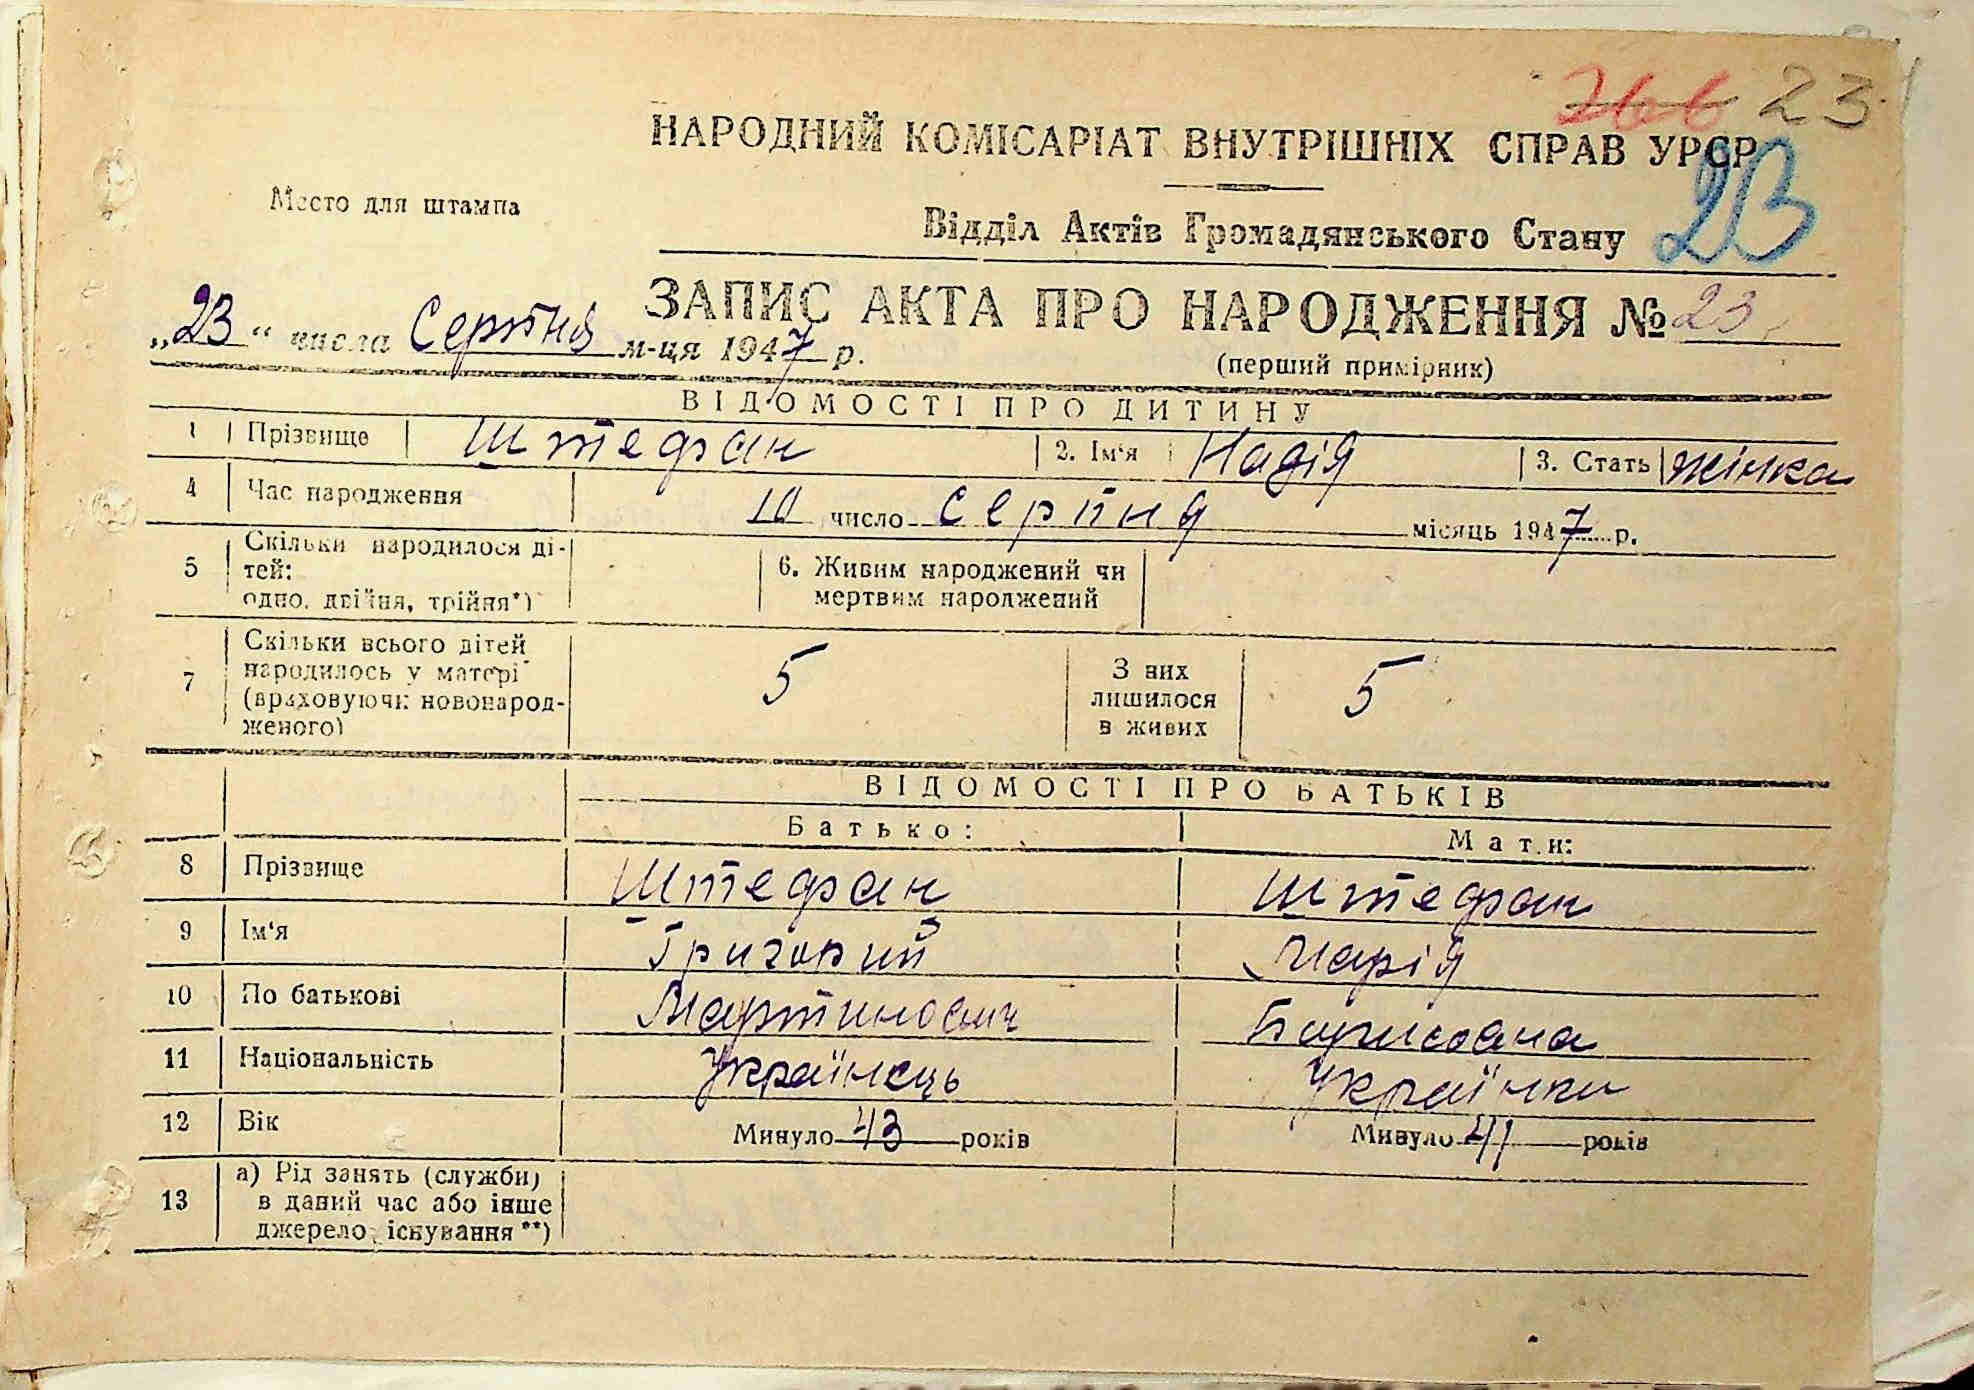 23
НАРОДНИЙ КОМІСАРІАТ ВНУТРІШНІХ СПРАВ УРСР
Место для штампа
Відділ Актів Громадянського Стану
23
ЗАПИС АКТА ПРО НАРОДЖЕННЯ № 23
„23“ числа Серпня м-ця 1947 р.
(перший примірник)
ВІДОМОСТІ ПРО ДИТИНУ
1 Прізвище Штефан 2. Ім'я Надія 3. Стать жінка
4 Час народження 10 число серпня місяць 1947 р.
5 Скільки народилося ді-
тей:
одно, двійня, трійня*)
6. Живим народжений чи
мертвим народжений
7 Скільки всього дітей
народилось у матері
(враховуючи новонарод-
женого)
5
З них
лишилося
в живих
5
ВІДОМОСТІ ПРО БАТЬКІВ
Батько: Мати:
8 Прізвище Штефан Штефан
9 Ім'я Григорий Марія
10 По батькові Мартинович Борисовна
11 Національність Українець Українка
12 Вік Минуло 43 років Минуло 41 років
13 а) Рід занять (служби)
в даний час або інше
джерело існування **)